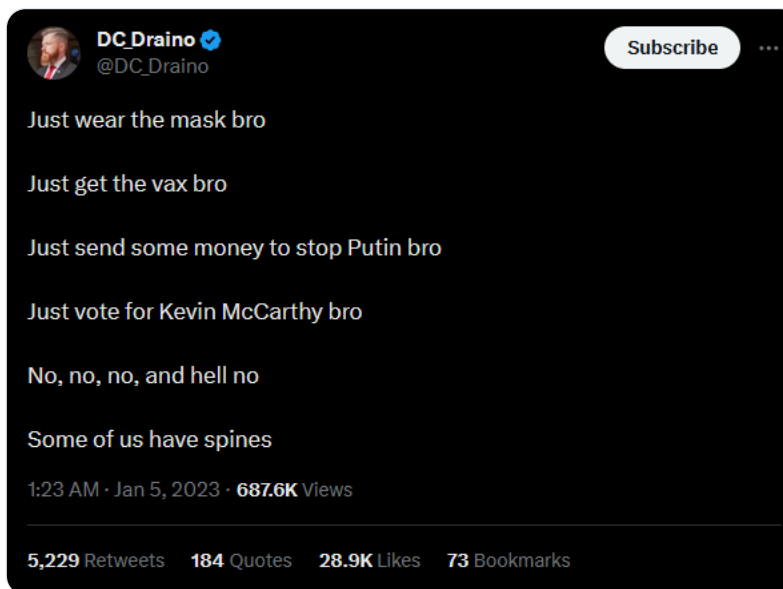 DC_Draino
Subscribe
@DC_Draino
Just wear the mask bro
Just get the vax bro
Just send some money to stop Putin bro
Just vote for Kevin McCarthy bro
No, no, no, and hell no
Some of us have spines
1:23 AM · Jan 5, 2023 · 687.6K Views
5,229 Retweets 184 Quotes 28.9K Likes 73 Bookmarks